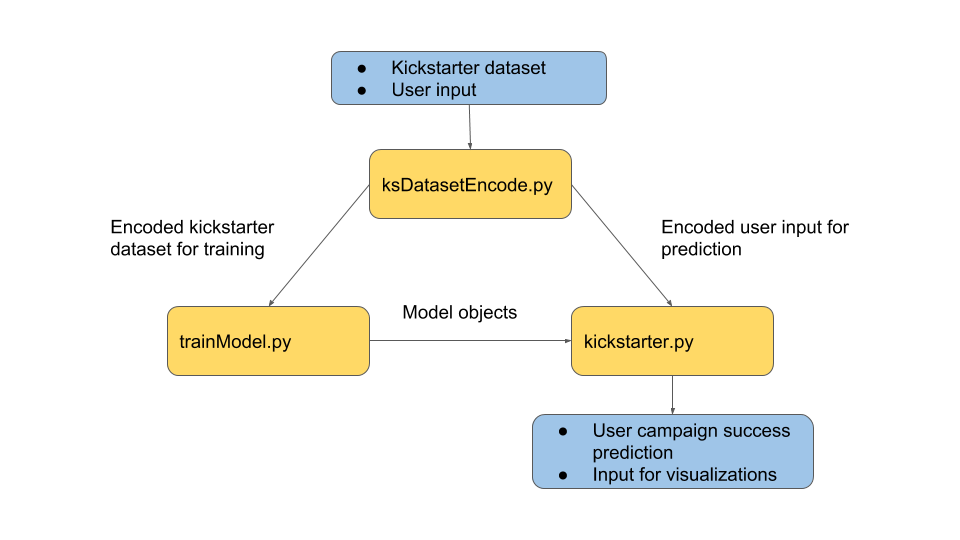 ● Kickstarter dataset
● User input
ksDatasetEncode.py
Encoded kickstarter
dataset for training
Encoded user input for
prediction
Model objects
trainModel.py
kickstarter.py
● User campaign success
prediction
● Input for visualizations